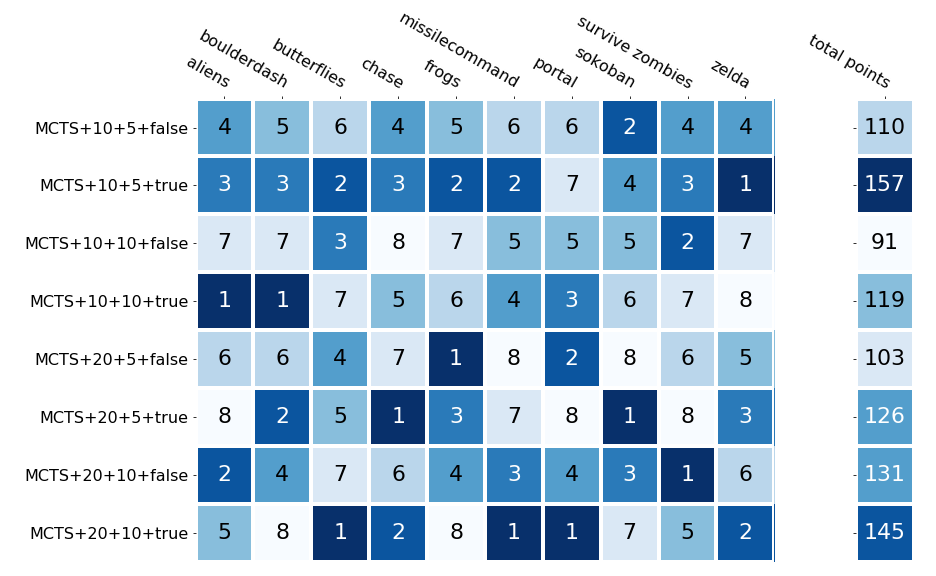 aliens boulderdash butterflies chase frogs missilecommand portal sokoban survive zombies zelda total points
MCTS+10+5+false 4 5 6 4 5 6 6 2 4 4 110
MCTS+10+5+true 3 3 2 3 2 2 7 4 3 1 157
MCTS+10+10+false 7 7 3 8 7 5 5 5 2 7 91
MCTS+10+10+true 1 1 7 5 6 4 3 6 7 8 119
MCTS+20+5+false 6 6 4 7 1 8 2 8 6 5 103
MCTS+20+5+true 8 2 5 1 3 7 8 1 8 3 126
MCTS+20+10+false 2 4 7 6 4 3 4 3 1 6 131
MCTS+20+10+true 5 8 1 2 8 1 1 7 5 2 145